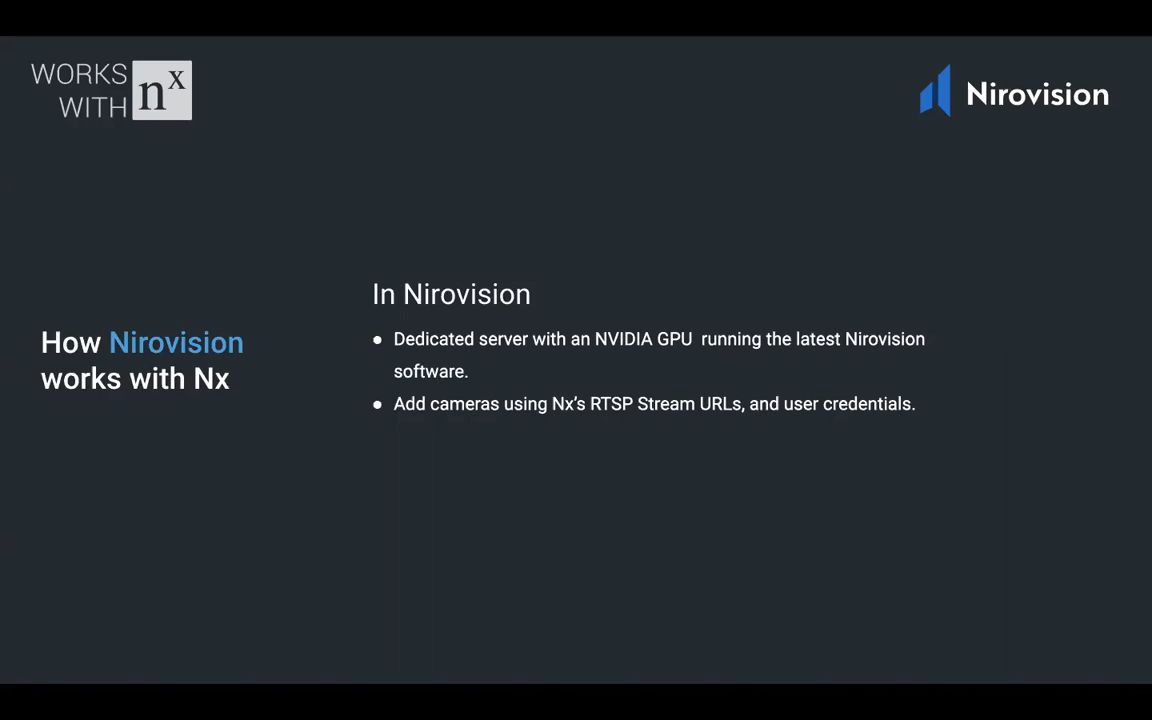 WORKS
WITH nx
Nirovision
How Nirovision
works with Nx
In Nirovision
● Dedicated server with an NVIDIA GPU running the latest Nirovision
software.
● Add cameras using Nx’s RTSP Stream URLs, and user credentials.